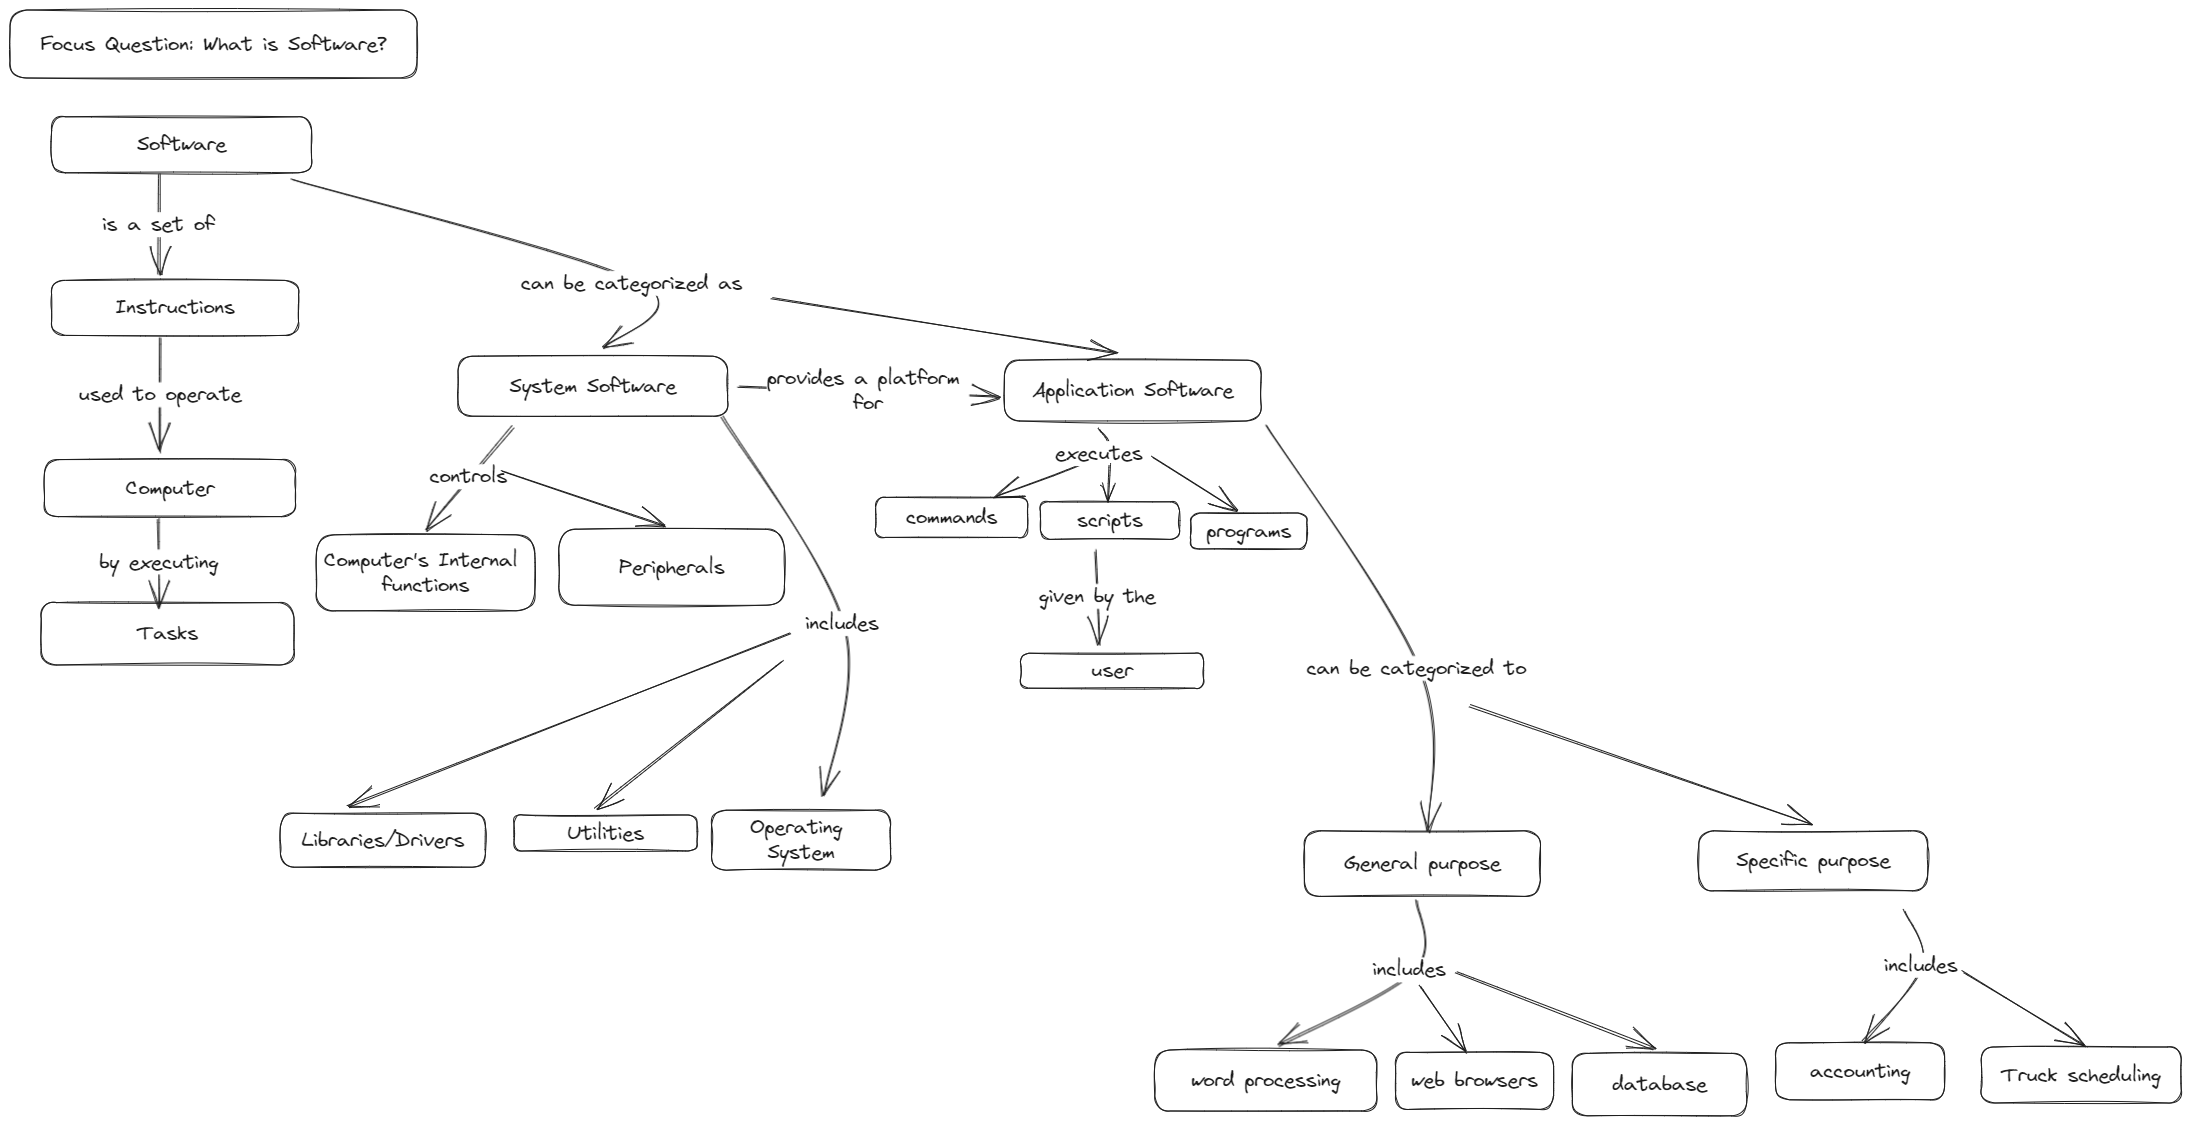 Focus Question: What is Software?
Software
is a set of
Instructions
used to operate
Computer
by executing
Tasks
can be categorized as
System Software
provides a platform
for
Application Software
controls
Computer's Internal
functions
Peripherals
includes
Libraries/Drivers
Utilities
Operating
System
executes
commands
scripts
programs
given by the
user
can be categorized to
General purpose
Specific purpose
includes
word processing
web browsers
database
includes
accounting
Truck scheduling